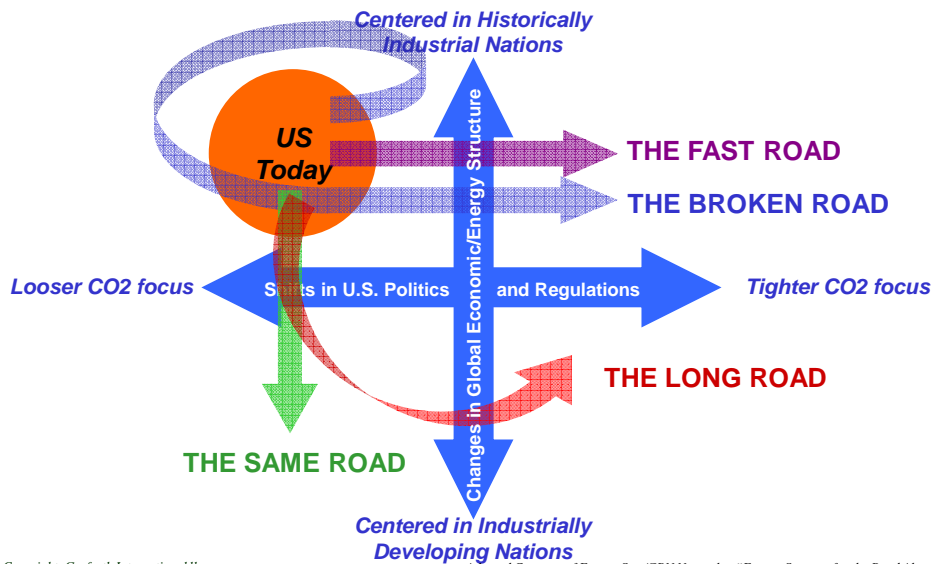 Centered in Historically
Industrial Nations
US
Today
THE FAST ROAD
THE BROKEN ROAD
Looser CO2 focus
in U.S. Politics and Regulations
Tighter CO2 focus
Changes in Global Economic/Energy Structure
THE LONG ROAD
THE SAME ROAD
Centered in Industrially
Developing Nations